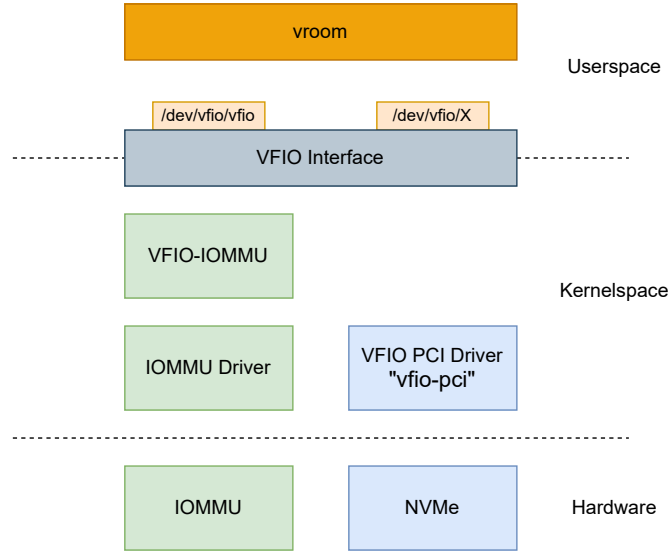 vroom
Userspace
/dev/vfio/vfio
/dev/vfio/X
VFIO Interface
VFIO-IOMMU
Kernelspace
IOMMU Driver
VFIO PCI Driver
"vfio-pci"
IOMMU
NVMe
Hardware